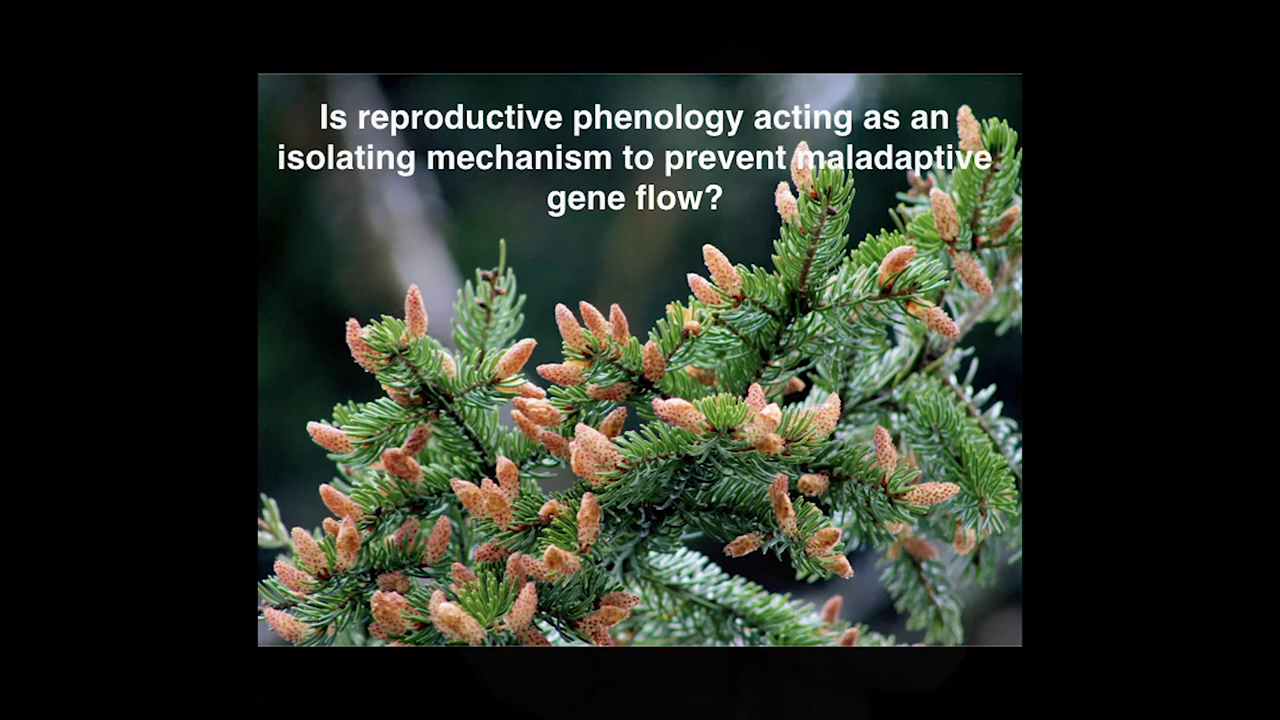 Is reproductive phenology acting as an
isolating mechanism to prevent maladaptive
gene flow?